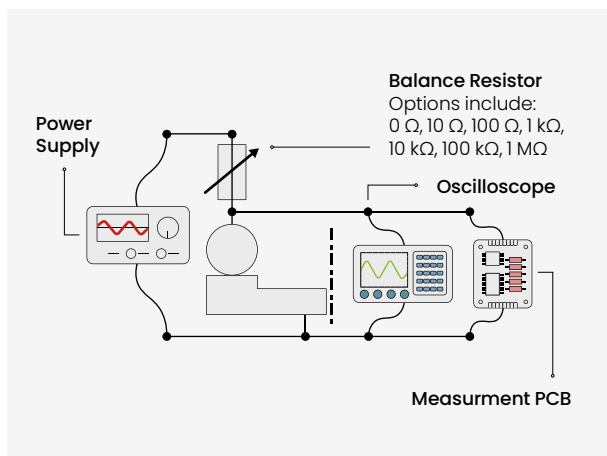 Balance Resistor
Options include:
0 Ω, 10 Ω, 100 Ω, 1 kΩ,
10 kΩ, 100 kΩ, 1 MΩ
Power
Supply
Oscilloscope
Measurment PCB